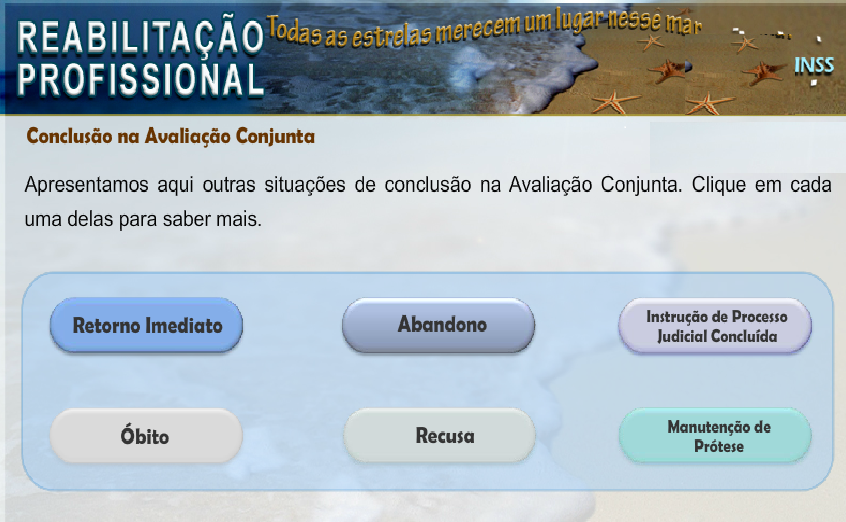 REABILITAÇÃO
PROFISSIONAL
Todas as estrelas merecem um lugar nesse mar
INSS
Conclusão na Avaliação Conjunta
Apresentamos aqui outras situações de conclusão na Avaliação Conjunta. Clique em cada
uma delas para saber mais.
Retorno Imediato
Abandono
Instrução de Processo
Judicial Concluída
Óbito
Recusa
Manutenção de
Prótese